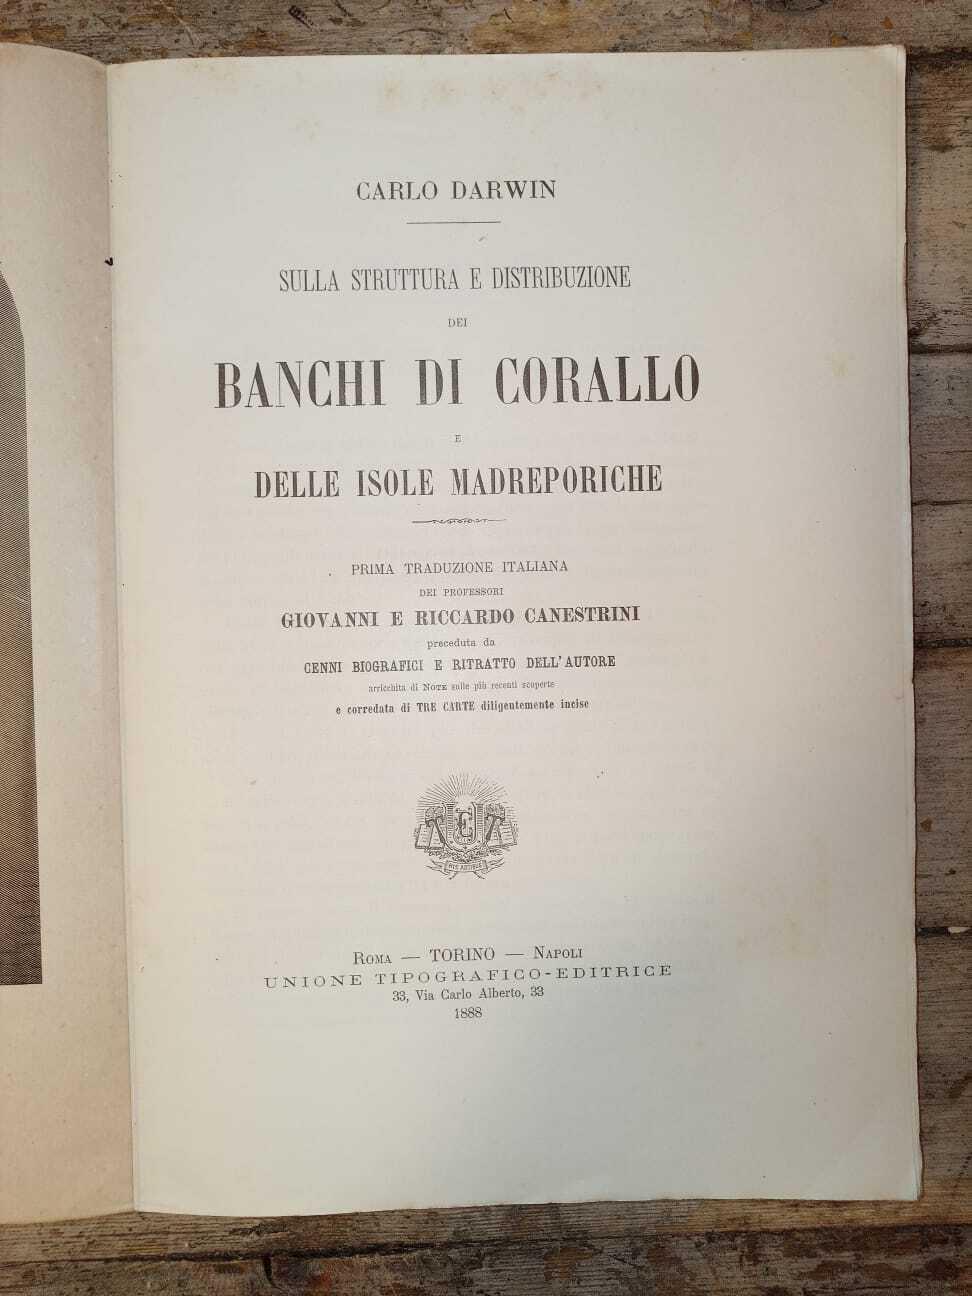 CARLO DARWIN
SULLA STRUTTURA E DISTRIBUZIONE
DEI
BANCHI DI CORALLO
E
DELLE ISOLE MADREPORICHE
PRIMA TRADUZIONE ITALIANA
DEI PROFESSORI
GIOVANNI E RICCARDO CANESTRINI
preceduta da
CENNI BIOGRAFICI E RITRATTO DELL'AUTORE
arricchita di NOTE sulle più recenti scoperte
e corredata di TRE CARTE diligentemente incise
ROMA — TORINO — NAPOLI
UNIONE TIPOGRAFICO-EDITRICE
33, Via Carlo Alberto, 33
1888